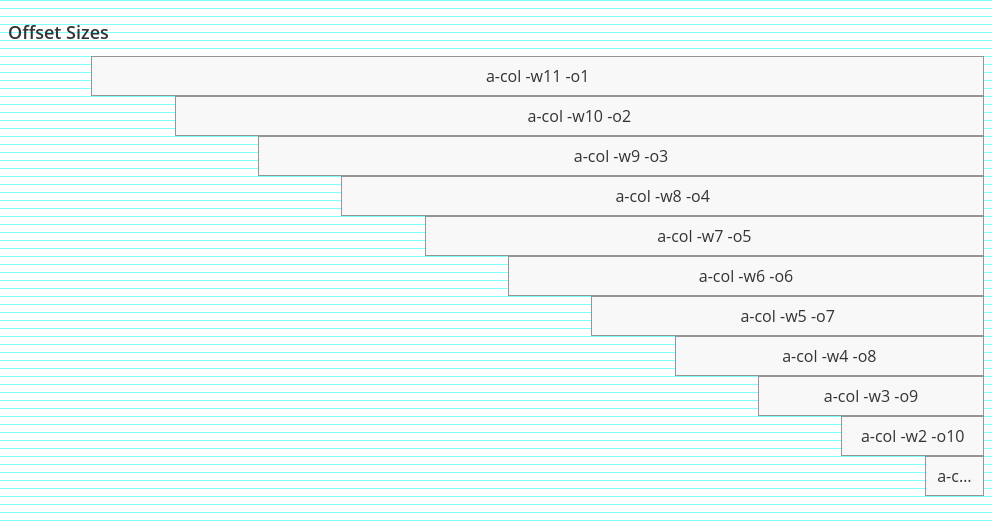 Offset Sizes
a-col -w11 -o1
a-col -w10 -o2
a-col -w9 -o3
a-col -w8 -o4
a-col -w7 -o5
a-col -w6 -o6
a-col -w5 -o7
a-col -w4 -o8
a-col -w3 -o9
a-col -w2 -o10
a-c...